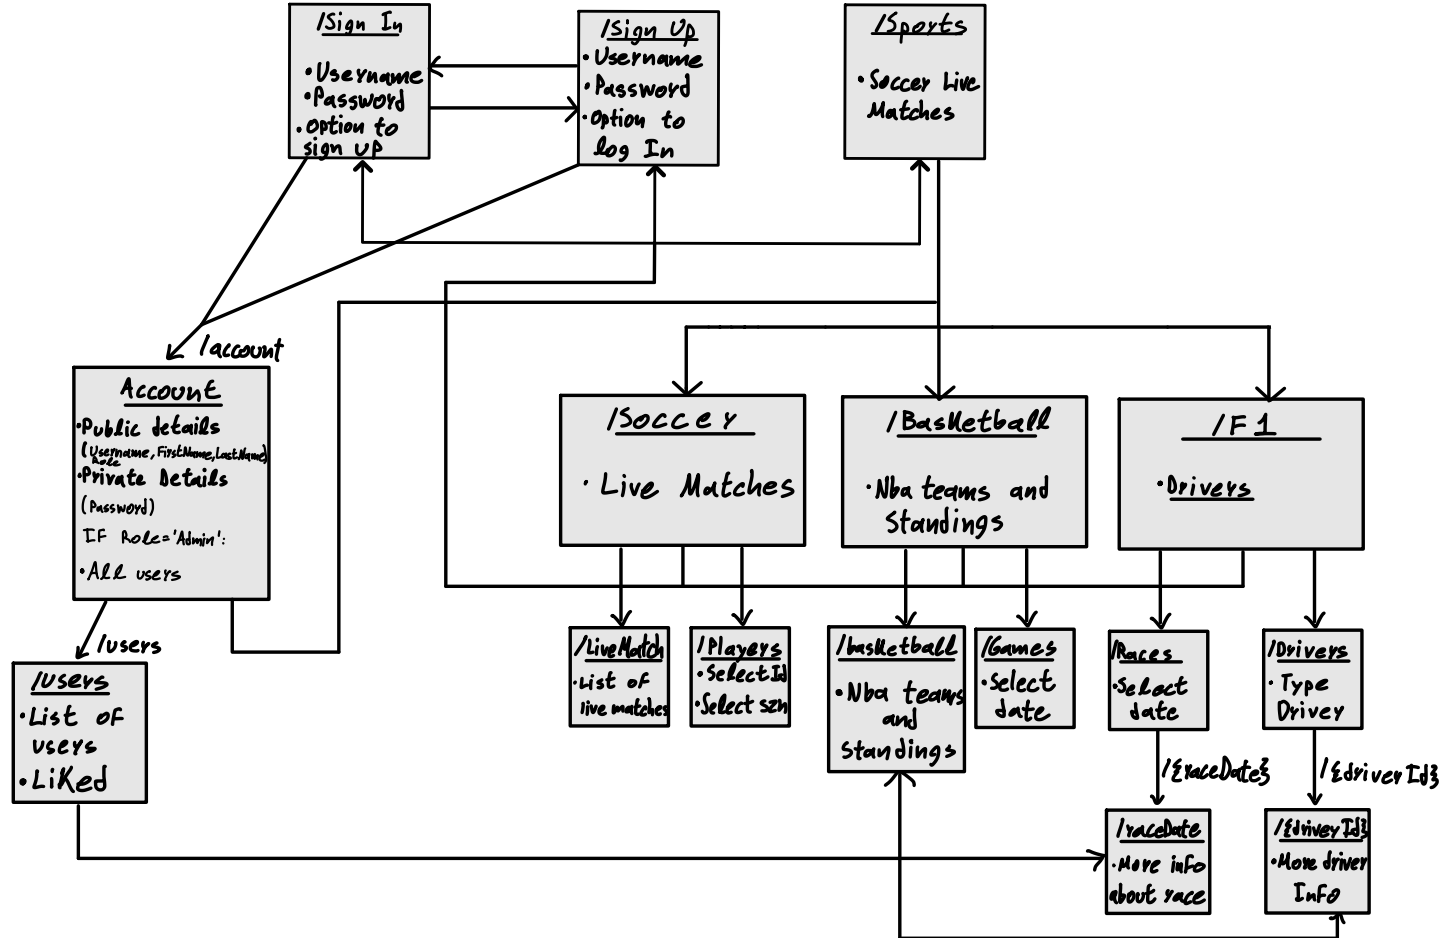 /Sign In
• Username
• Password
• Option to
sign up
/Sign Up
• Username
• Password
• Option to
log In
/Sports
• Soccer Live
Matches
/account
Account
• Public details
(Username, FirstName, LastName)
Role
• Private Details
(Password)
IF Role='Admin':
• All users
/Soccer
• Live Matches
/Basketball
• Nba teams and
Standings
/F1
• Drivers
/users
/users
• List of
users
• Liked
/LiveMatch
• List of
live matches
/Players
• Select Id
• Select szn
/basketball
• Nba teams
and
standings
/Games
• Select
date
/Races
• Select
date
/Drivers
• Type
Driver
/{raceDate}
/{driverId}
/raceDate
• More info
about race
/{driverId}
• More driver
Info